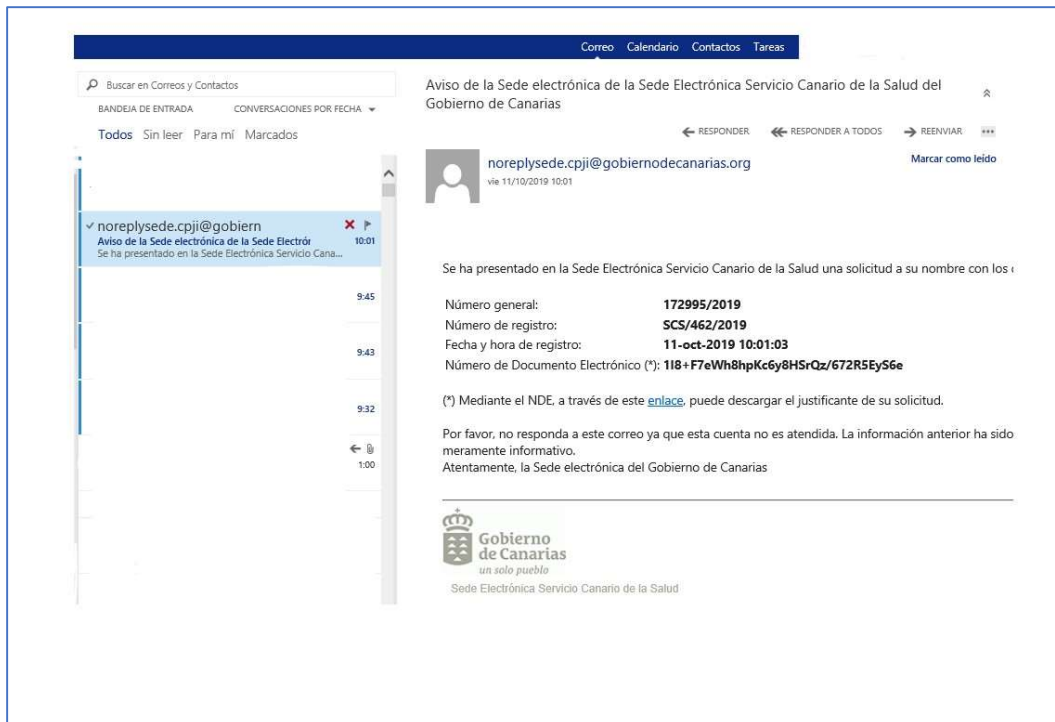 Correo Calendario Contactos Tareas
Buscar en Correos y Contactos
BANDEJA DE ENTRADA CONVERSACIONES POR FECHA
Todos Sin leer Para mí Marcados
noreplysede.cpji@gobiern
Aviso de la Sede electrónica de la Sede Electrór 10:01
Se ha presentado en la Sede Electrónica Servicio Cana...
9:45
9:43
9:32
1:00
Aviso de la Sede electrónica de la Sede Electrónica Servicio Canario de la Salud del
Gobierno de Canarias
RESPONDER RESPONDER A TODOS REENVIAR ...
noreplysede.cpji@gobiernodecanarias.org Marcar como leído
vie 11/10/2019 10:01
Se ha presentado en la Sede Electrónica Servicio Canario de la Salud una solicitud a su nombre con los
Número general: 172995/2019
Número de registro: SCS/462/2019
Fecha y hora de registro: 11-oct-2019 10:01:03
Número de Documento Electrónico (*): 1I8+F7eWh8hpKc6y8HSrQz/672R5EyS6e
(*) Mediante el NDE, a través de este enlace, puede descargar el justificante de su solicitud.
Por favor, no responda a este correo ya que esta cuenta no es atendida. La información anterior ha sido
meramente informativo.
Atentamente, la Sede electrónica del Gobierno de Canarias
Gobierno
de Canarias
un solo pueblo
Sede Electrónica Servicio Canario de la Salud